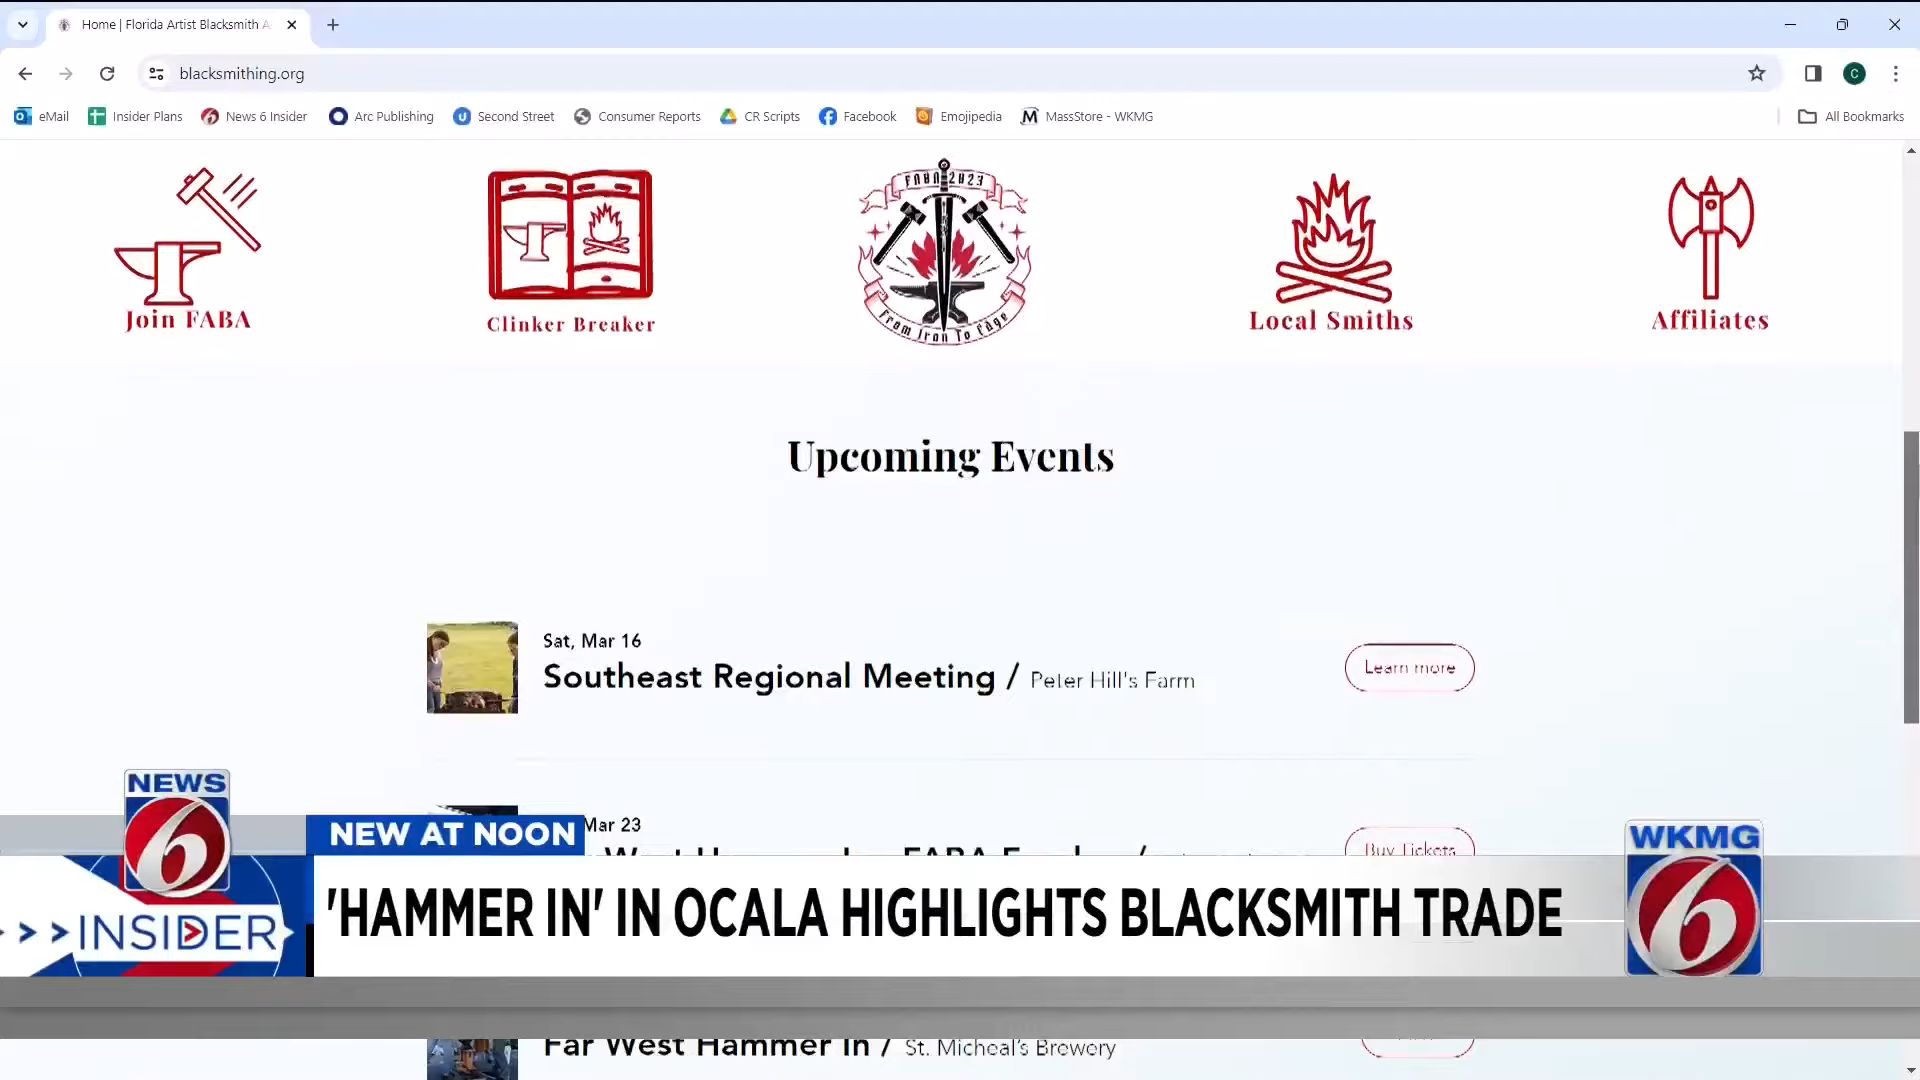 Home | Florida Artist Blacksmith A
blacksmithing.org
eMail
Insider Plans
News 6 Insider
Arc Publishing
Second Street
Consumer Reports
CR Scripts
Facebook
Emojipedia
MassStore - WKMG
All Bookmarks
FABA 2023
From Iron To Edge
Join FABA
Clinker Breaker
Local Smiths
Affiliates
Upcoming Events
Sat, Mar 16
Southeast Regional Meeting / Peter Hill's Farm
Learn more
Mar 23
Buy Tickets
NEWS
6
NEW AT NOON
WKMG
6
INSIDER
'HAMMER IN' IN OCALA HIGHLIGHTS BLACKSMITH TRADE
Far West Hammer In / St. Micheal's Brewery